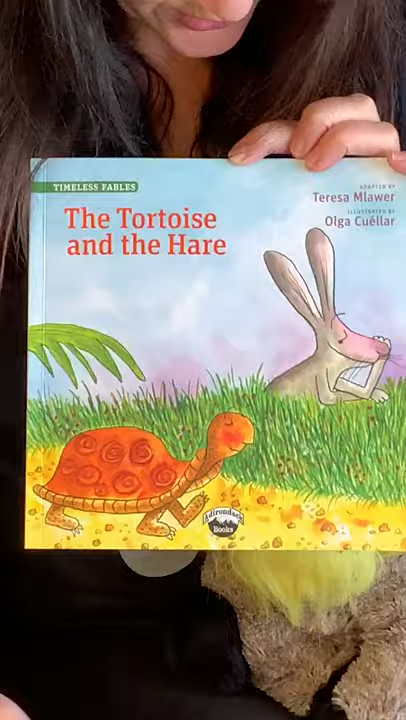 TIMELESS FABLES
The Tortoise
and the Hare
ADAPTED BY
Teresa Mlawer
ILLUSTRATED BY
Olga Cuéllar
Adirondack
Books